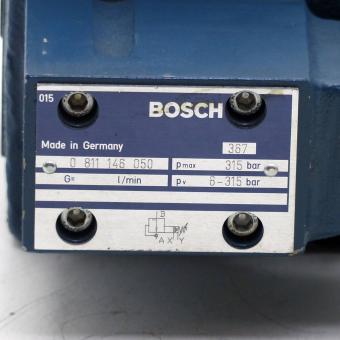 015
BOSCH
Made in Germany 367
0 811 146 050 pmax 315 bar
G= l/min pv 6-315 bar
B
A X Y